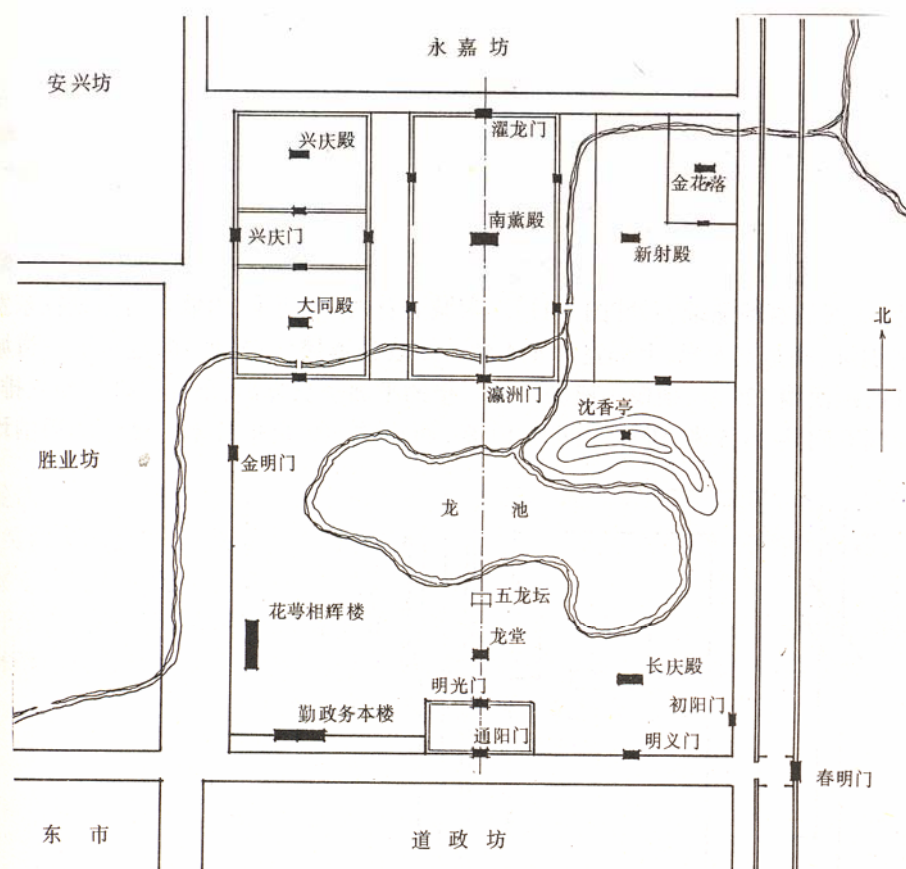 永嘉坊
安兴坊
濯龙门
兴庆殿
金花落
南薰殿
兴庆门
新射殿
大同殿
北
瀛洲门
沈香亭
胜业坊
金明门
龙池
五龙坛
花萼相辉楼
龙堂
长庆殿
明光门
初阳门
勤政务本楼
通阳门
明义门
春明门
东市
道政坊